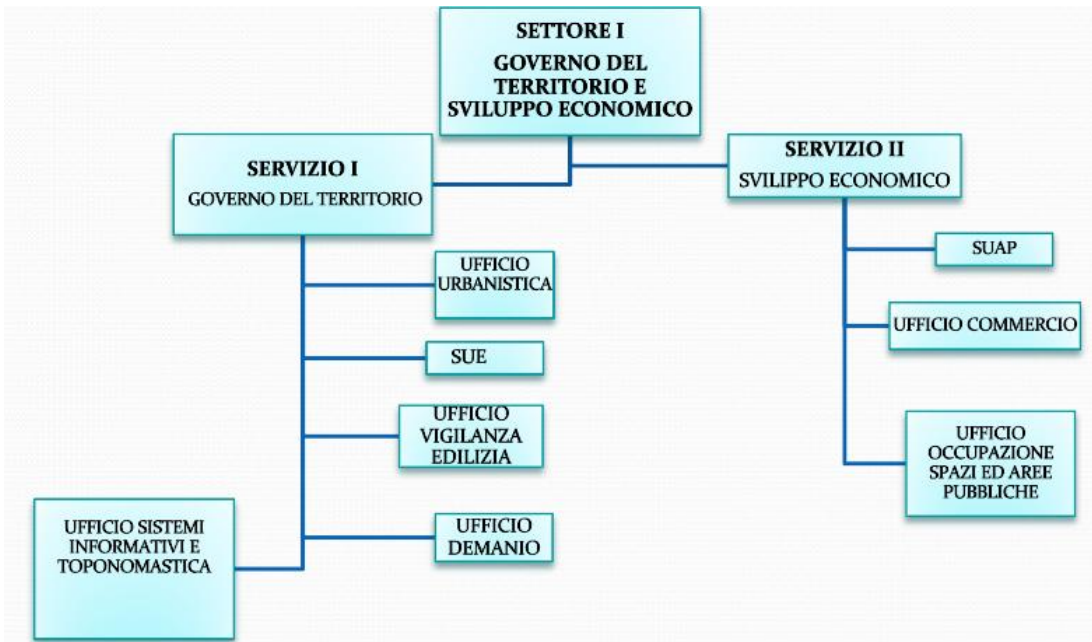 SETTORE I
GOVERNO DEL
TERRITORIO E
SVILUPPO ECONOMICO
SERVIZIO I
GOVERNO DEL TERRITORIO
SERVIZIO II
SVILIPPO ECONOMICO
UFFICIO
URBANISTICA
SUE
UFFICIO
VIGILANZA
EDILIZIA
UFFICIO
DEMANIO
UFFICIO SISTEMI
INFORMATIVI E
TOPONOMASTICA
SUAP
UFFICIO COMMERCIO
UFFICIO
OCCUPAZIONE
SPAZI ED AREE
PUBBLICHE